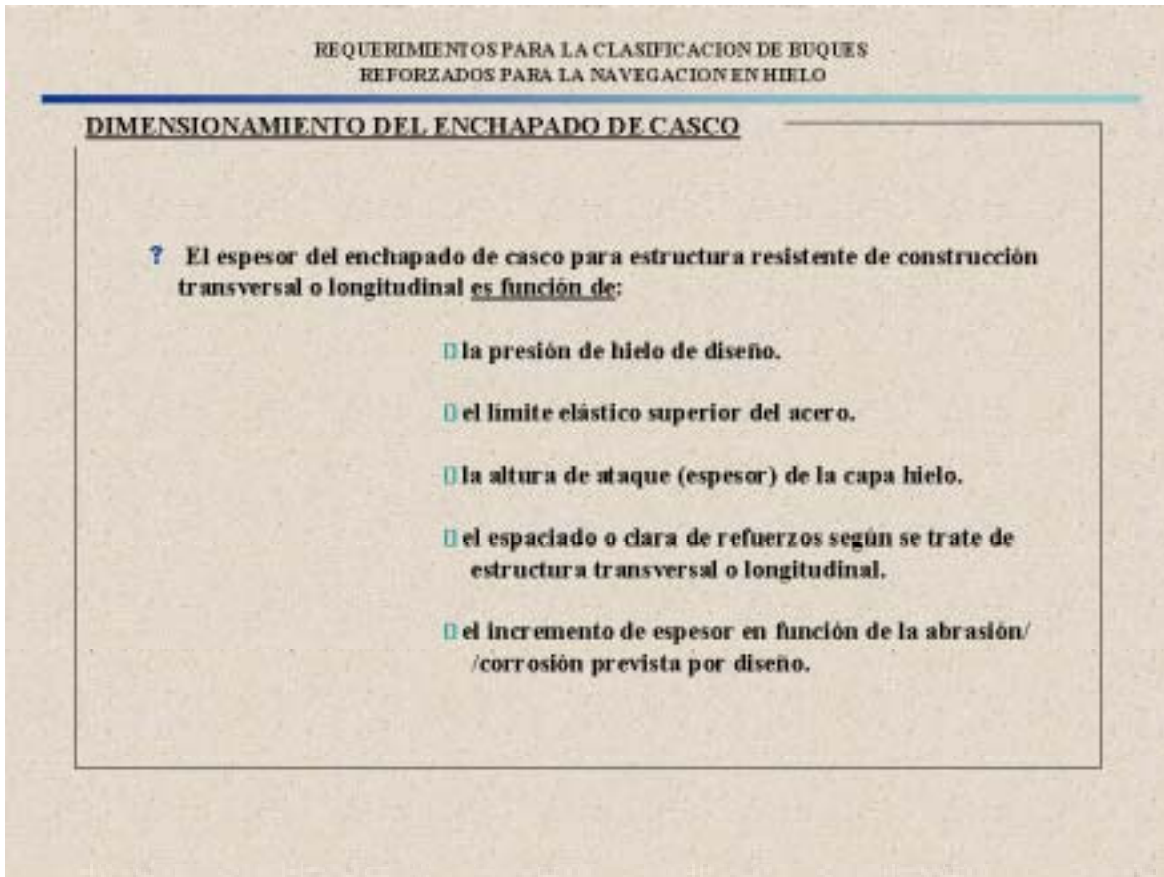 REQUERIMIENTOS PARA LA CLASIFICACION DE BUQUES
REFORZADOS PARA LA NAVEGACION EN HIELO
DIMENSIONAMIENTO DEL ENCHAPADO DE CASCO
? El espesor del enchapado de casco para estructura resistente de construcción
transversal o longitudinal es función de:
la presión de hielo de diseño.
el límite elástico superior del acero.
la altura de ataque (espesor) de la capa hielo.
el espaciado o clara de refuerzos según se trate de
estructura transversal o longitudinal.
el incremento de espesor en función de la abrasión/
/corrosión prevista por diseño.